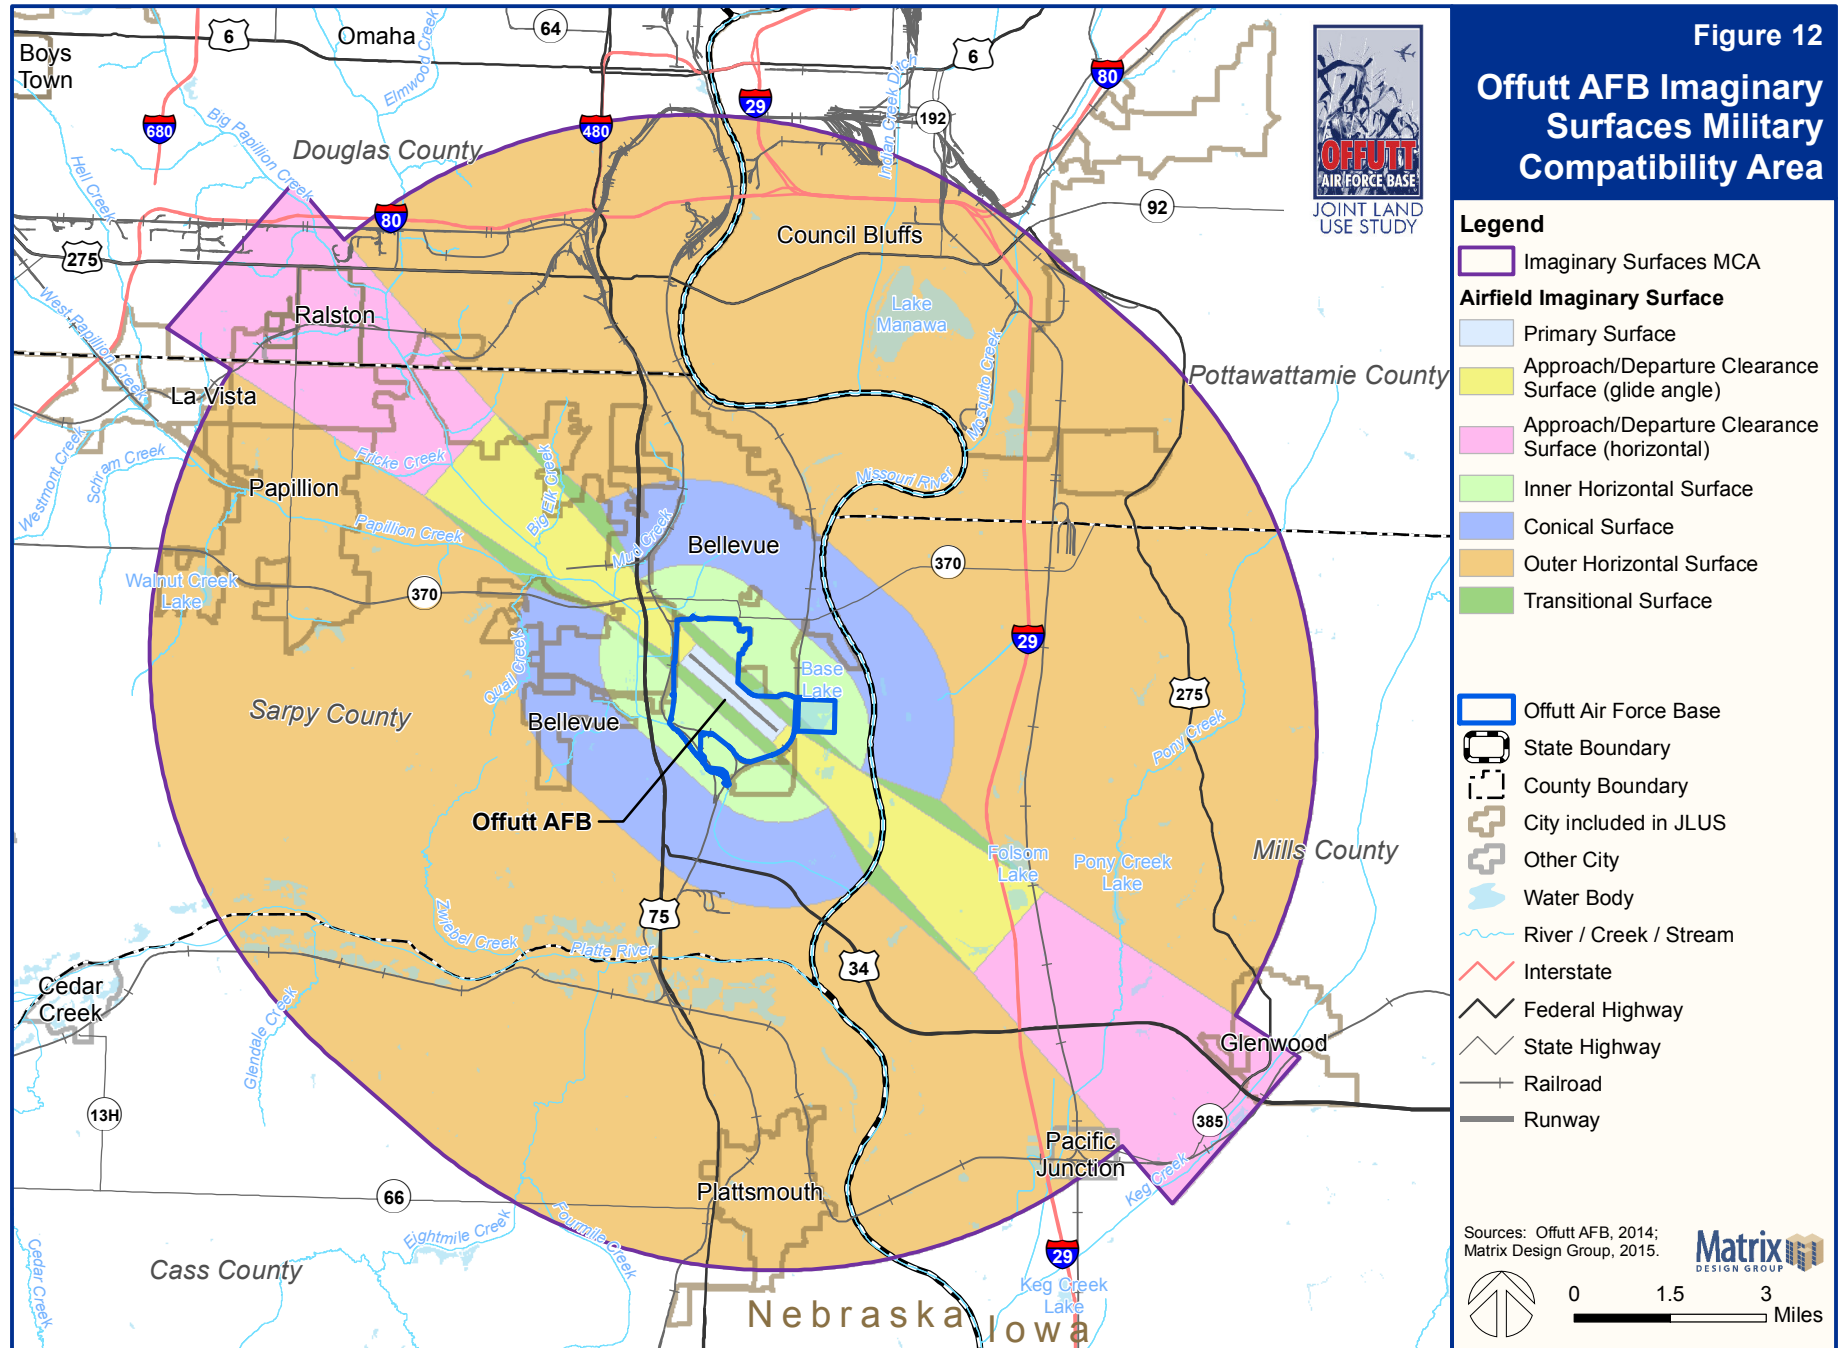 Figure 12
Offutt AFB Imaginary
Surfaces Military
Compatibility Area
Legend
Imaginary Surfaces MCA
Airfield Imaginary Surface
Primary Surface
Approach/Departure Clearance
Surface (glide angle)
Approach/Departure Clearance
Surface (horizontal)
Inner Horizontal Surface
Conical Surface
Outer Horizontal Surface
Transitional Surface
Offutt Air Force Base
State Boundary
County Boundary
City included in JLUS
Other City
Water Body
River / Creek / Stream
Interstate
Federal Highway
State Highway
Railroad
Runway
Sources: Offutt AFB, 2014;
Matrix Design Group, 2015.
Matrix
DESIGN GROUP
0 1.5 3
Miles
OFFUTT
AIR FORCE BASE
JOINT LAND
USE STUDY
Boys
Town
6
Omaha
Elmwood Creek
64
6
80
29
192
Indian Creek Ditch
680
480
Big Papillion Creek
Douglas County
Hell Creek
80
92
275
Council Bluffs
West Papillion Creek
Ralston
Lake
Manawa
Mosquito Creek
Pottawattamie County
La Vista
Westmont Creek
Schram Creek
Fricke Creek
Papillion
Big Elk Creek
Missouri River
Papillion Creek
Mud Creek
Bellevue
370
Walnut Creek
Lake
370
29
Quail Creek
Base
Lake
275
Sarpy County
Bellevue
Pony Creek
Offutt AFB
Folsom
Lake
Pony Creek
Lake
Mills County
75
Zwiebel Creek
Platte River
34
Cedar
Creek
Glendale Creek
Glenwood
13H
385
Pacific
Junction
Keg Creek
66
Plattsmouth
Eightmile Creek
Fourmile Creek
Cedar Creek
Cass County
29
Keg Creek
Lake
Nebraska
Iowa